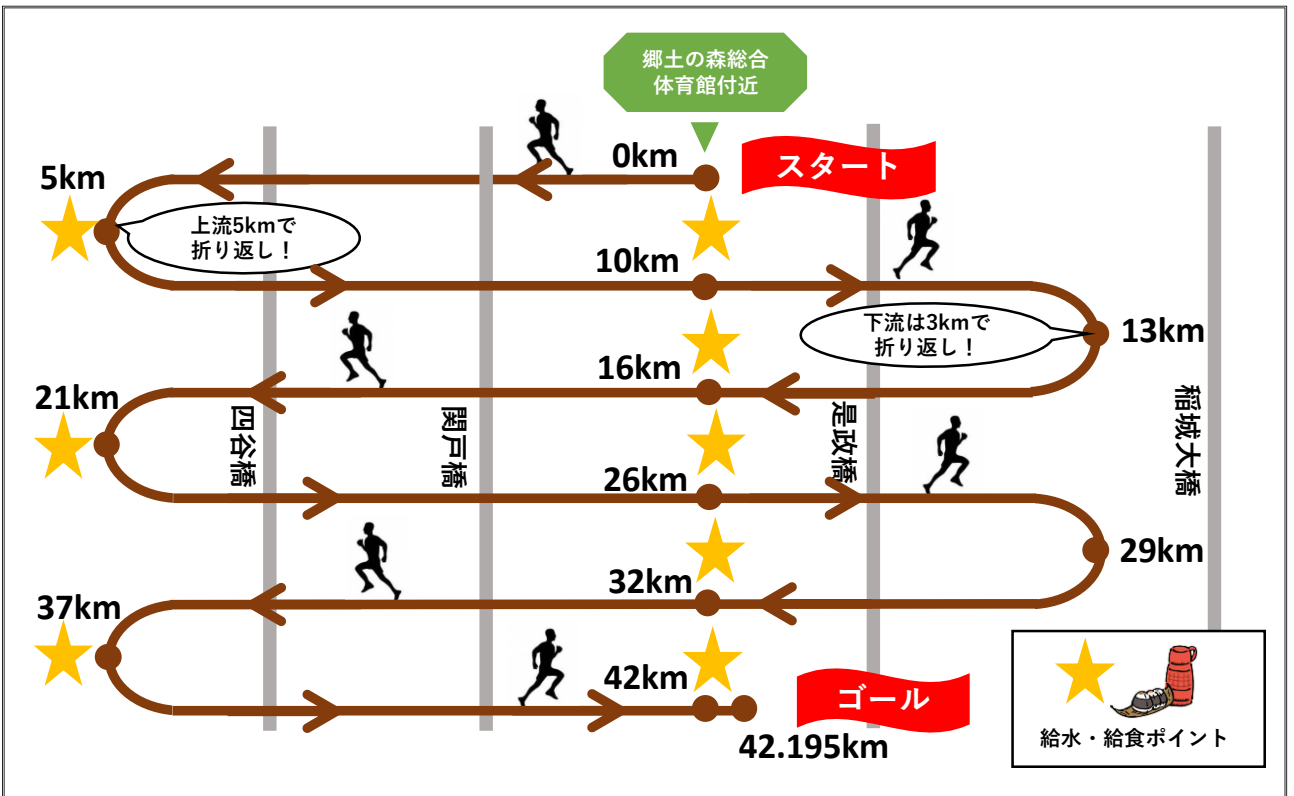 郷土の森総合
体育館付近
0km
スタート
5km
上流5kmで
折り返し！
10km
下流は3kmで
折り返し！
13km
16km
21km
四谷橋
関戸橋
是政橋
稲城大橋
26km
29km
32km
37km
42km
ゴール
42.195km
給水・給食ポイント